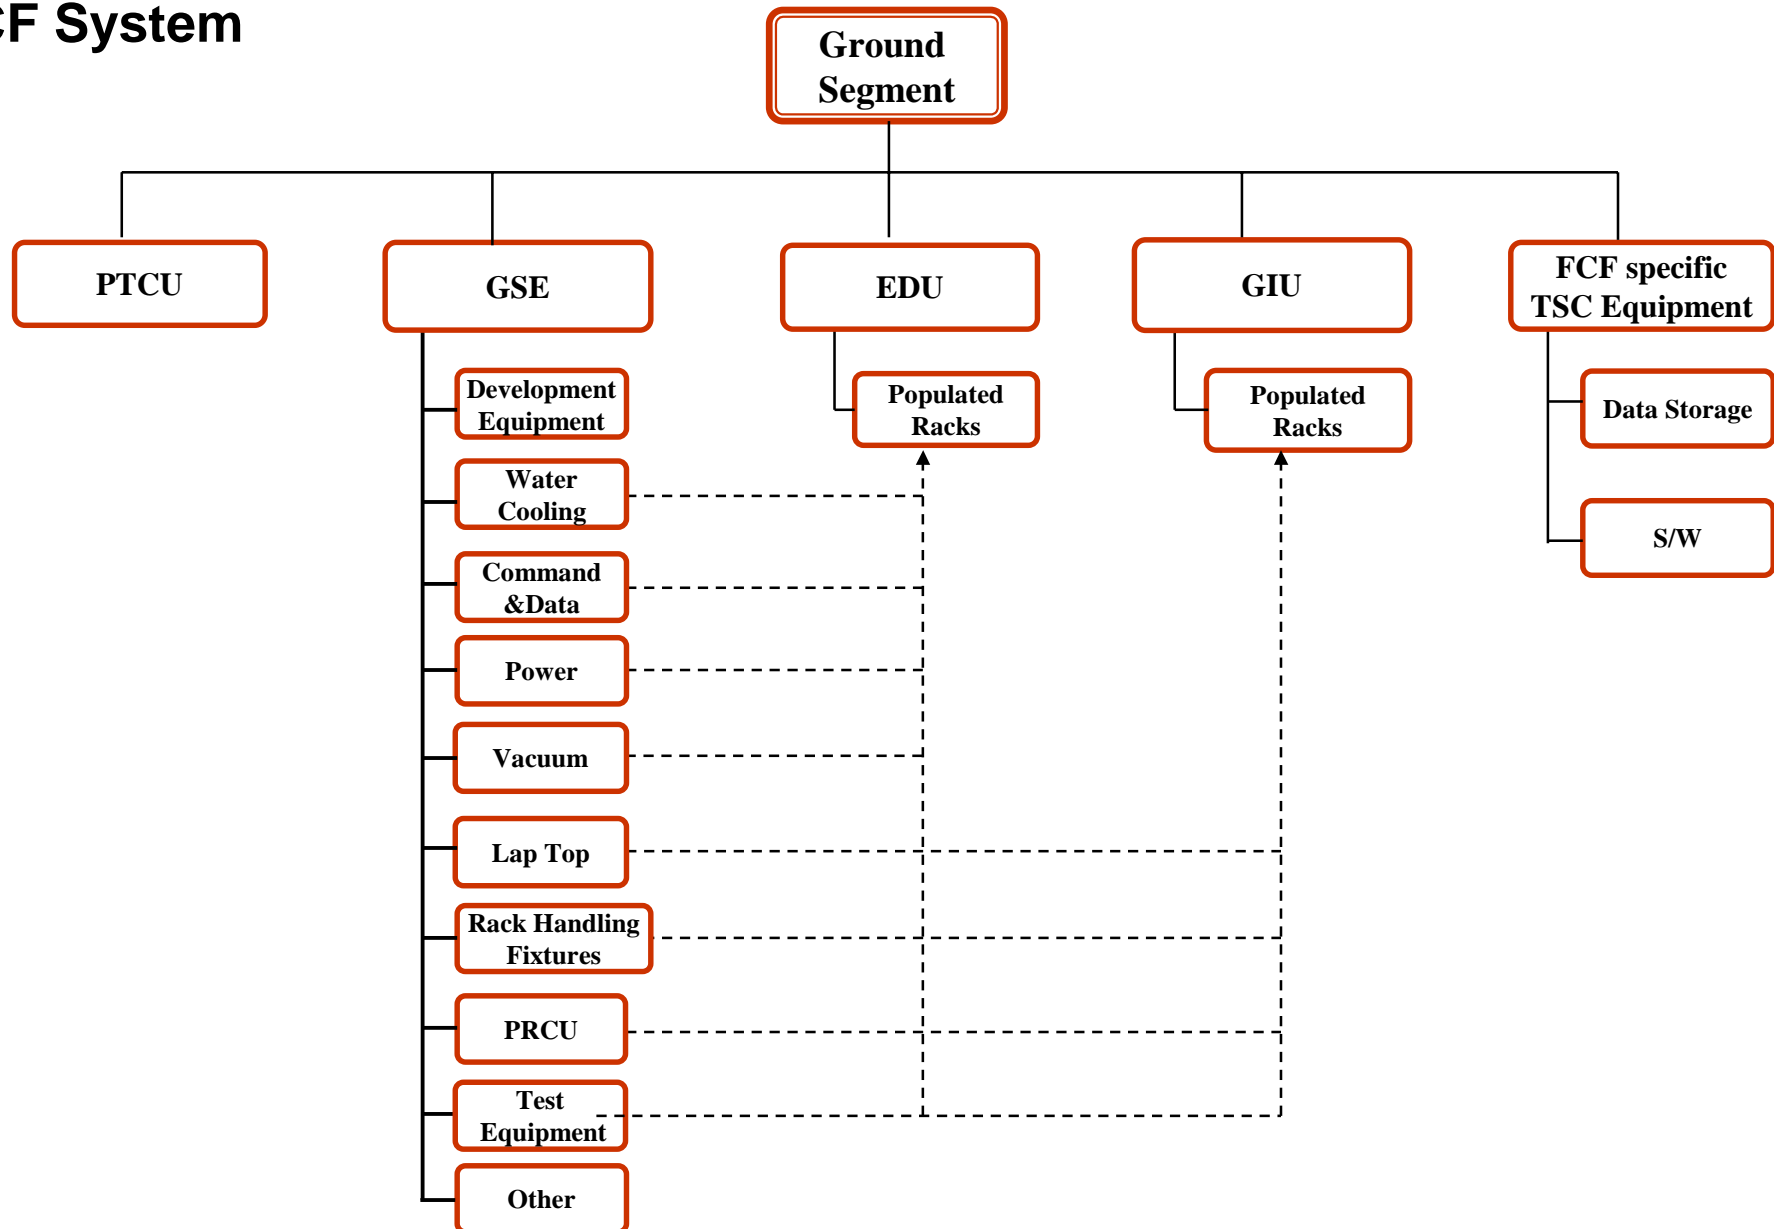 CF System
Ground
Segment
PTCU
GSE
EDU
GIU
FCF specific
TSC Equipment
Development
Equipment
Populated
Racks
Populated
Racks
Data Storage
Water
Cooling
S/W
Command
&Data
Power
Vacuum
Lap Top
Rack Handling
Fixtures
PRCU
Test
Equipment
Other